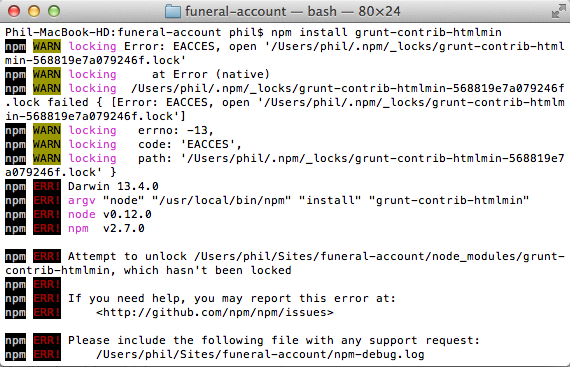 funeral-account — bash — 80×24
Phil-MacBook-HD:funeral-account phil$ npm install grunt-contrib-htmlmin
npm WARN locking Error: EACCES, open '/Users/phil/.npm/_locks/grunt-contrib-html
min-568819e7a079246f.lock'
npm WARN locking     at Error (native)
npm WARN locking  /Users/phil/.npm/_locks/grunt-contrib-htmlmin-568819e7a079246f
.lock failed { [Error: EACCES, open '/Users/phil/.npm/_locks/grunt-contrib-htmlm
in-568819e7a079246f.lock']
npm WARN locking   errno: -13,
npm WARN locking   code: 'EACCES',
npm WARN locking   path: '/Users/phil/.npm/_locks/grunt-contrib-htmlmin-568819e7
a079246f.lock' }
npm ERR! Darwin 13.4.0
npm ERR! argv "node" "/usr/local/bin/npm" "install" "grunt-contrib-htmlmin"
npm ERR! node v0.12.0
npm ERR! npm  v2.7.0
npm ERR! Attempt to unlock /Users/phil/Sites/funeral-account/node_modules/grunt-
contrib-htmlmin, which hasn't been locked
npm ERR!
npm ERR! If you need help, you may report this error at:
npm ERR!     <http://github.com/npm/npm/issues>
npm ERR! Please include the following file with any support request:
npm ERR!     /Users/phil/Sites/funeral-account/npm-debug.log